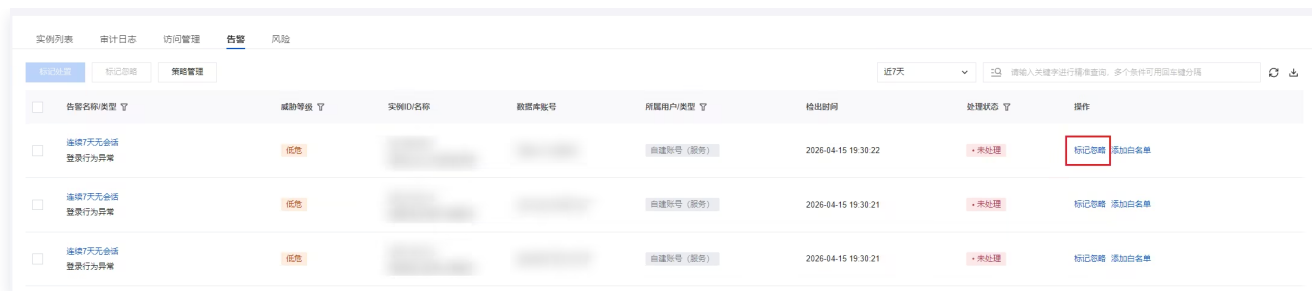 实例列表 审计日志 访问管理 告警 风险
标记处置 标记忽略 策略管理 近7天 请输入关键字进行精准查询，多个条件可用回车键分隔
告警名称/类型 威胁等级 实例ID/名称 数据库账号 所属用户/类型 检出时间 处理状态 操作
连续7天无会话
登录行为异常 低危 自建账号（服务） 2026-04-15 19:30:22 未处理 标记忽略 添加白名单
连续7天无会话
登录行为异常 低危 自建账号（服务） 2026-04-15 19:30:21 未处理 标记忽略 添加白名单
连续7天无会话
登录行为异常 低危 自建账号（服务） 2026-04-15 19:30:21 未处理 标记忽略 添加白名单